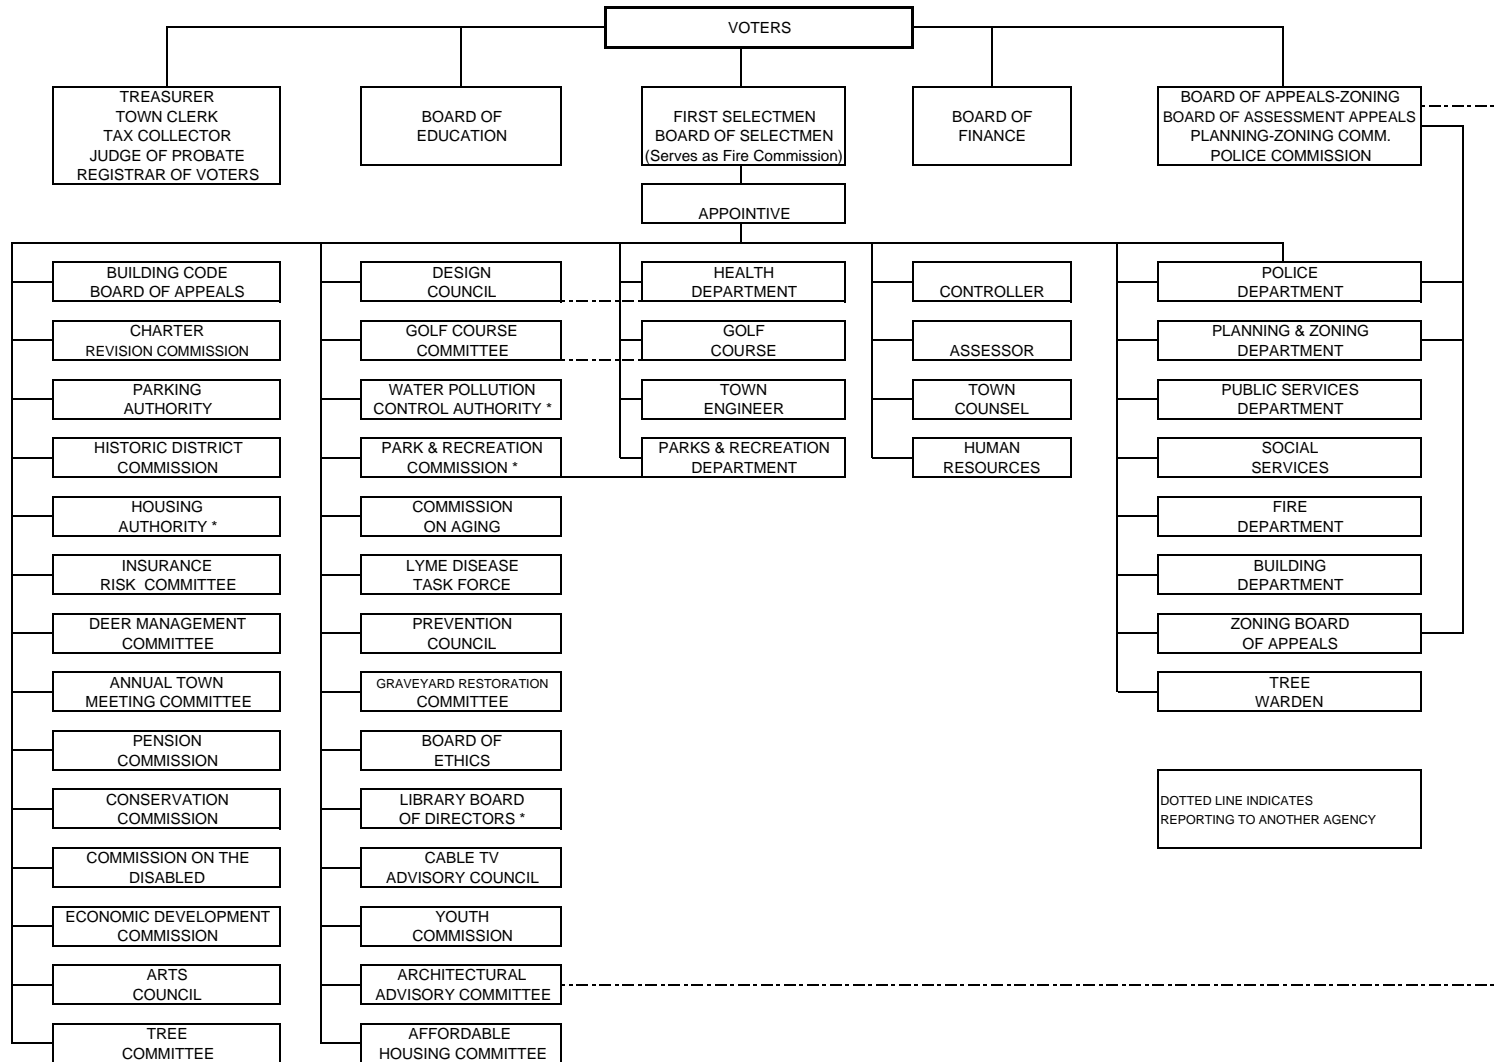 VOTERS
TREASURER
TOWN CLERK
TAX COLLECTOR
JUDGE OF PROBATE
REGISTRAR OF VOTERS
BOARD OF
EDUCATION
FIRST SELECTMEN
BOARD OF SELECTMEN
(Serves as Fire Commission)
BOARD OF
FINANCE
BOARD OF APPEALS-ZONING
BOARD OF ASSESSMENT APPEALS
PLANNING-ZONING COMM.
POLICE COMMISSION
APPOINTIVE
BUILDING CODE
BOARD OF APPEALS
CHARTER
REVISION COMMISSION
PARKING
AUTHORITY
HISTORIC DISTRICT
COMMISSION
HOUSING
AUTHORITY *
INSURANCE
RISK COMMITTEE
DEER MANAGEMENT
COMMITTEE
ANNUAL TOWN
MEETING COMMITTEE
PENSION
COMMISSION
CONSERVATION
COMMISSION
COMMISSION ON THE
DISABLED
ECONOMIC DEVELOPMENT
COMMISSION
ARTS
COUNCIL
TREE
COMMITTEE
DESIGN
COUNCIL
GOLF COURSE
COMMITTEE
WATER POLLUTION
CONTROL AUTHORITY *
PARK & RECREATION
COMMISSION *
COMMISSION
ON AGING
LYME DISEASE
TASK FORCE
PREVENTION
COUNCIL
GRAVEYARD RESTORATION
COMMITTEE
BOARD OF
ETHICS
LIBRARY BOARD
OF DIRECTORS *
CABLE TV
ADVISORY COUNCIL
YOUTH
COMMISSION
ARCHITECTURAL
ADVISORY COMMITTEE
AFFORDABLE
HOUSING COMMITTEE
HEALTH
DEPARTMENT
GOLF
COURSE
TOWN
ENGINEER
PARKS & RECREATION
DEPARTMENT
CONTROLLER
ASSESSOR
TOWN
COUNSEL
HUMAN
RESOURCES
POLICE
DEPARTMENT
PLANNING & ZONING
DEPARTMENT
PUBLIC SERVICES
DEPARTMENT
SOCIAL
SERVICES
FIRE
DEPARTMENT
BUILDING
DEPARTMENT
ZONING BOARD
OF APPEALS
TREE
WARDEN
DOTTED LINE INDICATES
REPORTING TO ANOTHER AGENCY